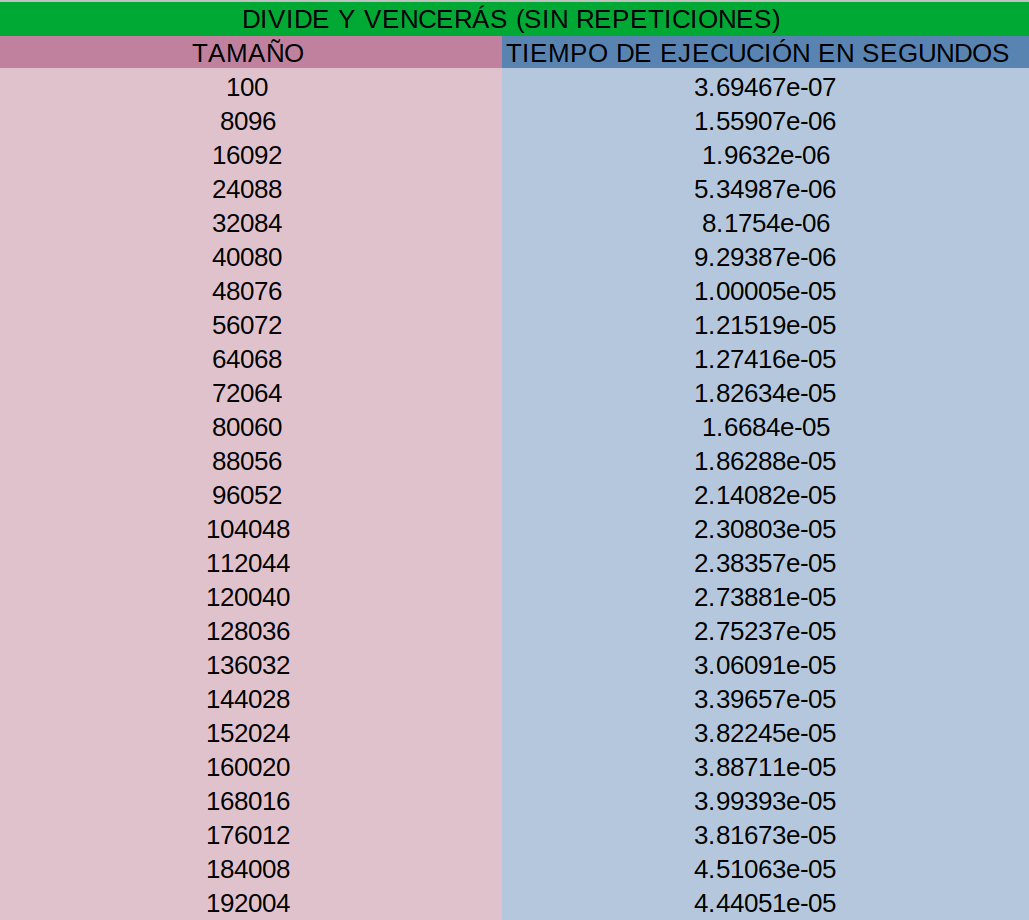 DIVIDE Y VENCERÁS (SIN REPETICIONES)
TAMAÑO TIEMPO DE EJECUCIÓN EN SEGUNDOS
100 3.69467e-07
8096 1.55907e-06
16092 1.9632e-06
24088 5.34987e-06
32084 8.1754e-06
40080 9.29387e-06
48076 1.00005e-05
56072 1.21519e-05
64068 1.27416e-05
72064 1.82634e-05
80060 1.6684e-05
88056 1.86288e-05
96052 2.14082e-05
104048 2.30803e-05
112044 2.38357e-05
120040 2.73881e-05
128036 2.75237e-05
136032 3.06091e-05
144028 3.39657e-05
152024 3.82245e-05
160020 3.88711e-05
168016 3.99393e-05
176012 3.81673e-05
184008 4.51063e-05
192004 4.44051e-05